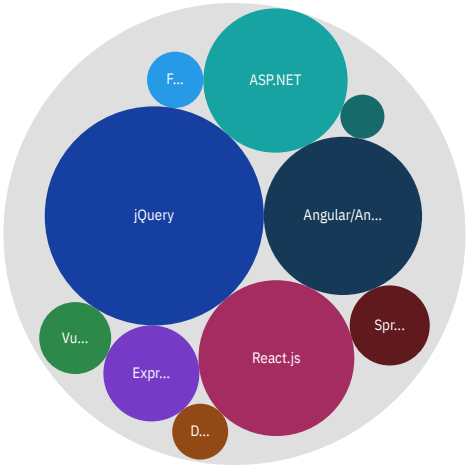 F...
ASP.NET
jQuery
Angular/An...
Vu...
Expr...
React.js
Spr...
D...